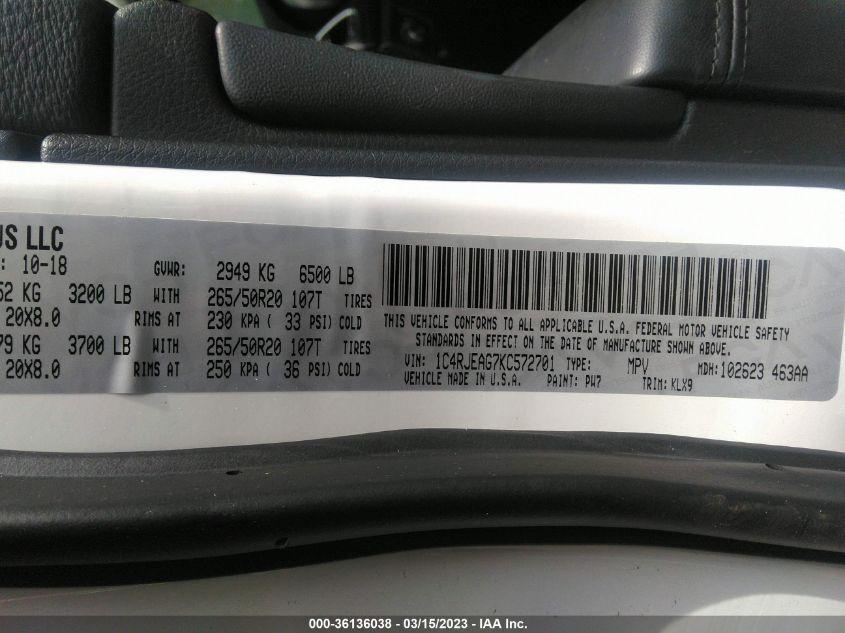 US LLC
: 10-18 GVWR: 2949 KG 6500 LB
52 KG 3200 LB WITH 265/50R20 107T TIRES
20X8.0 RIMS AT 230 KPA ( 33 PSI) COLD
79 KG 3700 LB WITH 265/50R20 107T TIRES
20X8.0 RIMS AT 250 KPA ( 36 PSI) COLD
THIS VEHICLE CONFORMS TO ALL APPLICABLE U.S.A. FEDERAL MOTOR VEHICLE SAFETY
STANDARDS IN EFFECT ON THE DATE OF MANUFACTURE SHOWN ABOVE.
VIN: 1C4RJEAG7KC572701 TYPE: MPV MDH:102623 463AA
VEHICLE MADE IN U.S.A. PAINT: PW7 TRIM: KLX9
000-36136038 - 03/15/2023 - IAA Inc.